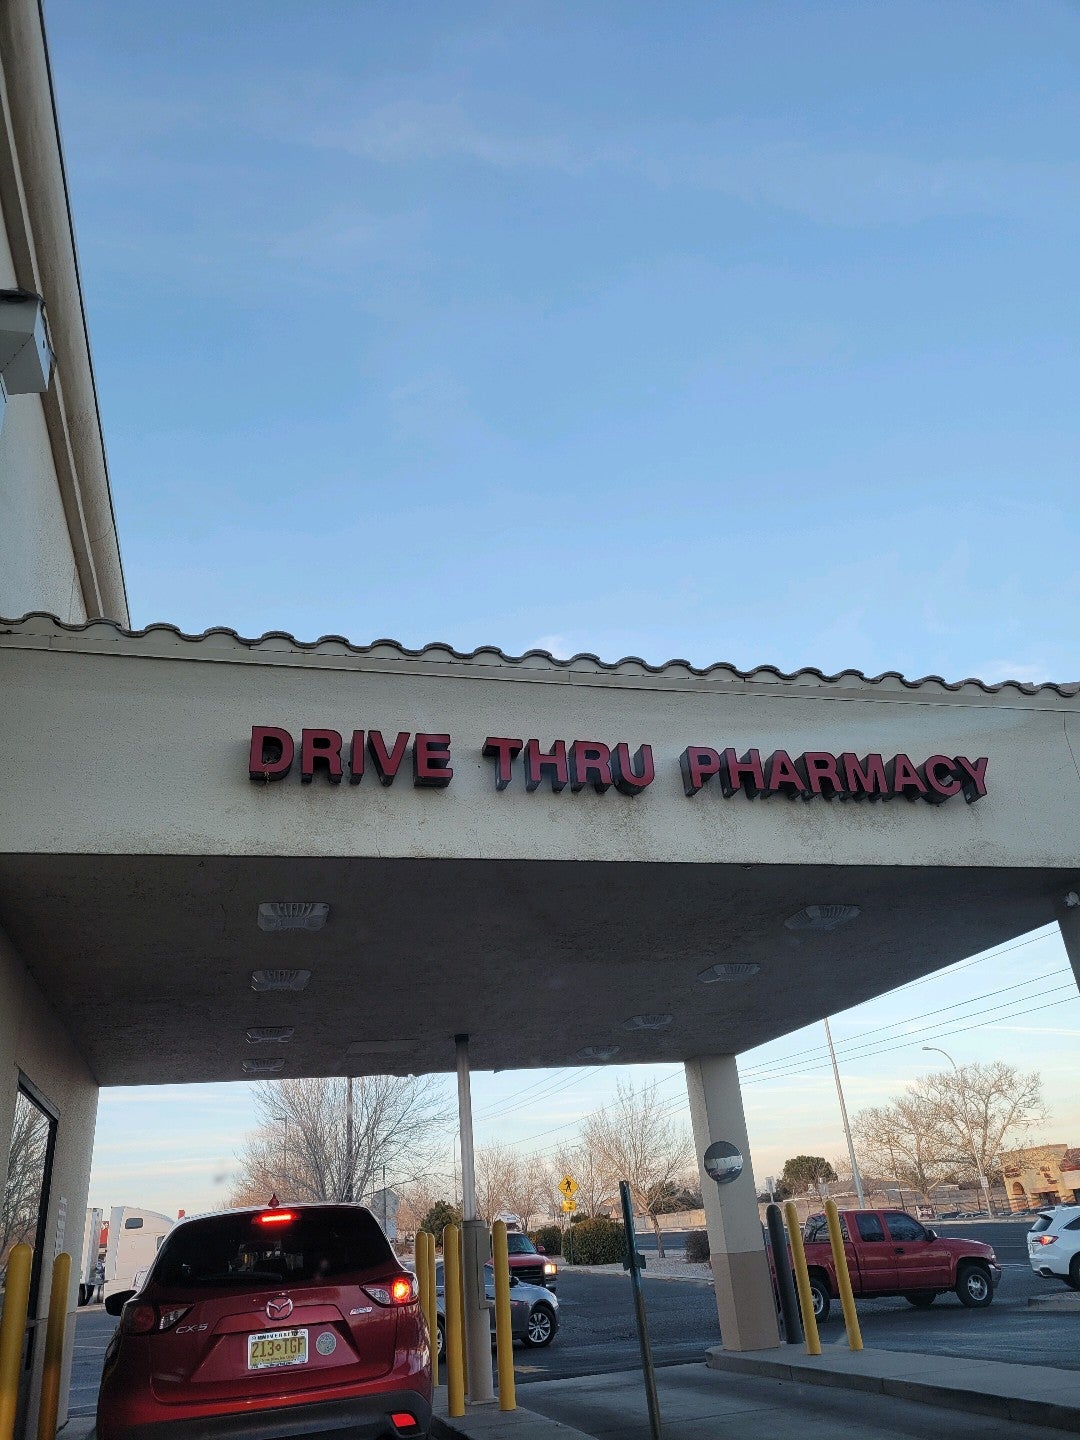 DRIVE THRU PHARMACY
CX-5
213 TGF